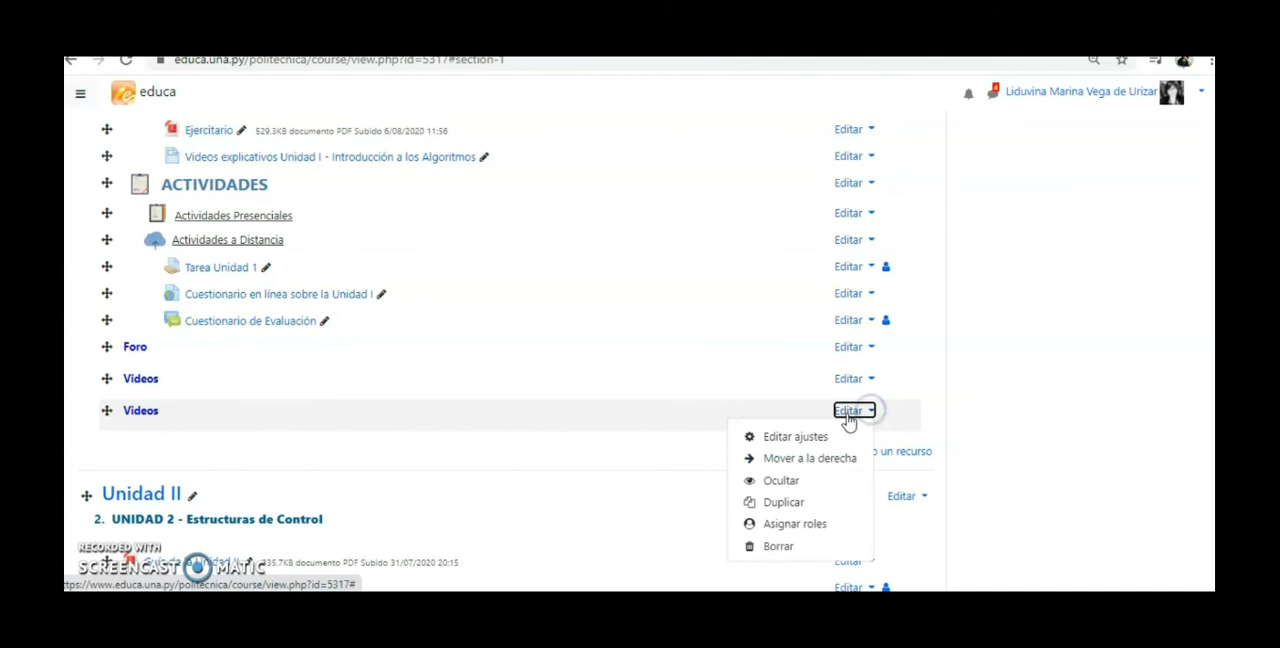 educa.una.py/politecnica/course/view.php?id=5317#section-1
educa
4
Liduvina Marina Vega de Urizar
Ejercitario 529.3KB documento PDF Subido 6/08/2020 11:56 Editar
Videos explicativos Unidad I - Introducción a los Algoritmos Editar
ACTIVIDADES Editar
Actividades Presenciales Editar
Actividades a Distancia Editar
Tarea Unidad 1 Editar
Cuestionario en línea sobre la Unidad I Editar
Cuestionario de Evaluación Editar
Foro Editar
Videos Editar
Videos Editar
Editar ajustes
o un recurso
Mover a la derecha
Ocultar
Unidad II Editar
Duplicar
2. UNIDAD 2 - Estructuras de Control
Asignar roles
Borrar
RECORDED WITH
SCREENCAST MATIC
335.7KB documento PDF Subido 31/07/2020 20:15 Editar
ttps://www.educa.una.py/politecnica/course/view.php?id=5317#
Editar